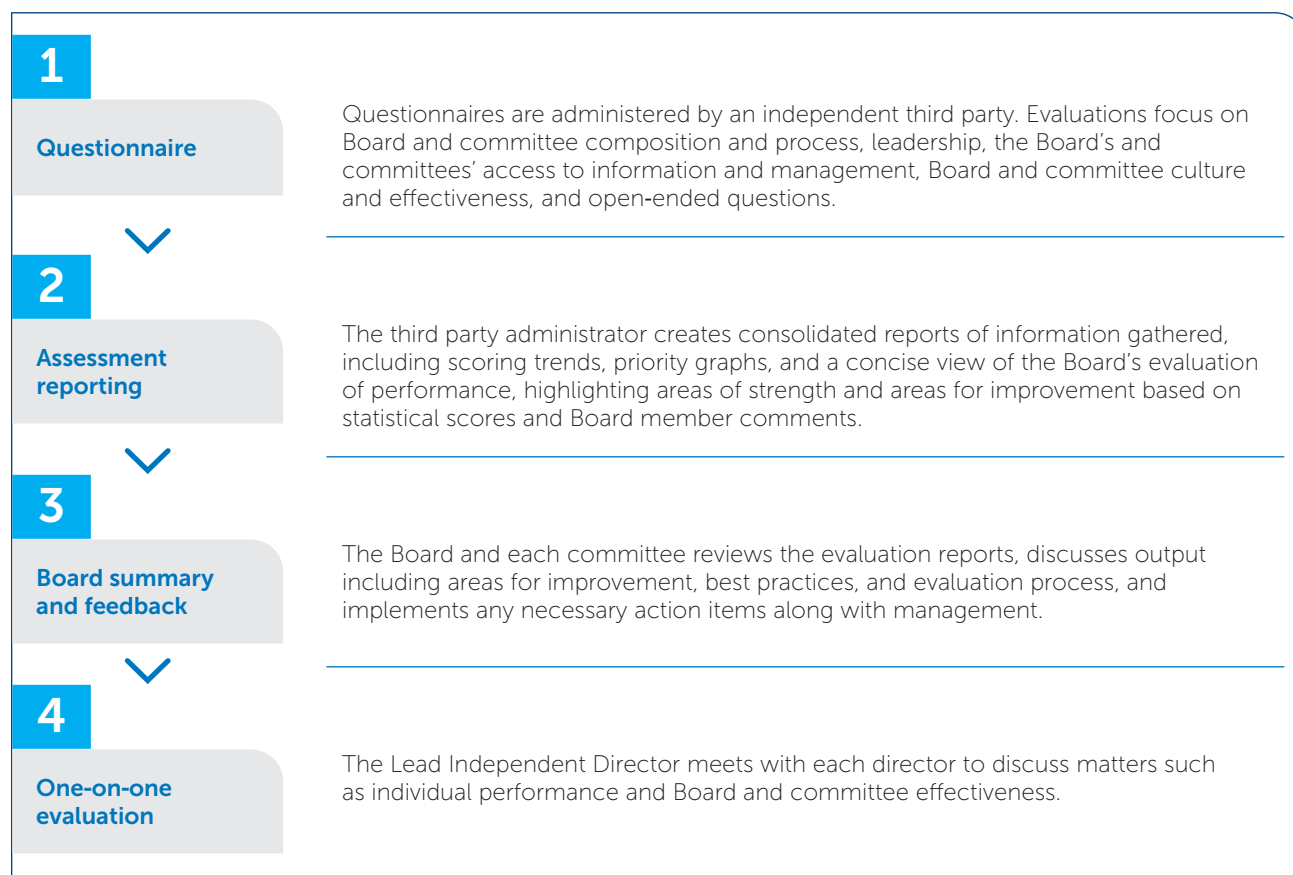 1
Questionnaire
Questionnaires are administered by an independent third party. Evaluations focus on
Board and committee composition and process, leadership, the Board’s and
committees’ access to information and management, Board and committee culture
and effectiveness, and open-ended questions.
2
Assessment
reporting
The third party administrator creates consolidated reports of information gathered,
including scoring trends, priority graphs, and a concise view of the Board’s evaluation
of performance, highlighting areas of strength and areas for improvement based on
statistical scores and Board member comments.
3
Board summary
and feedback
The Board and each committee reviews the evaluation reports, discusses output
including areas for improvement, best practices, and evaluation process, and
implements any necessary action items along with management.
4
One-on-one
evaluation
The Lead Independent Director meets with each director to discuss matters such
as individual performance and Board and committee effectiveness.